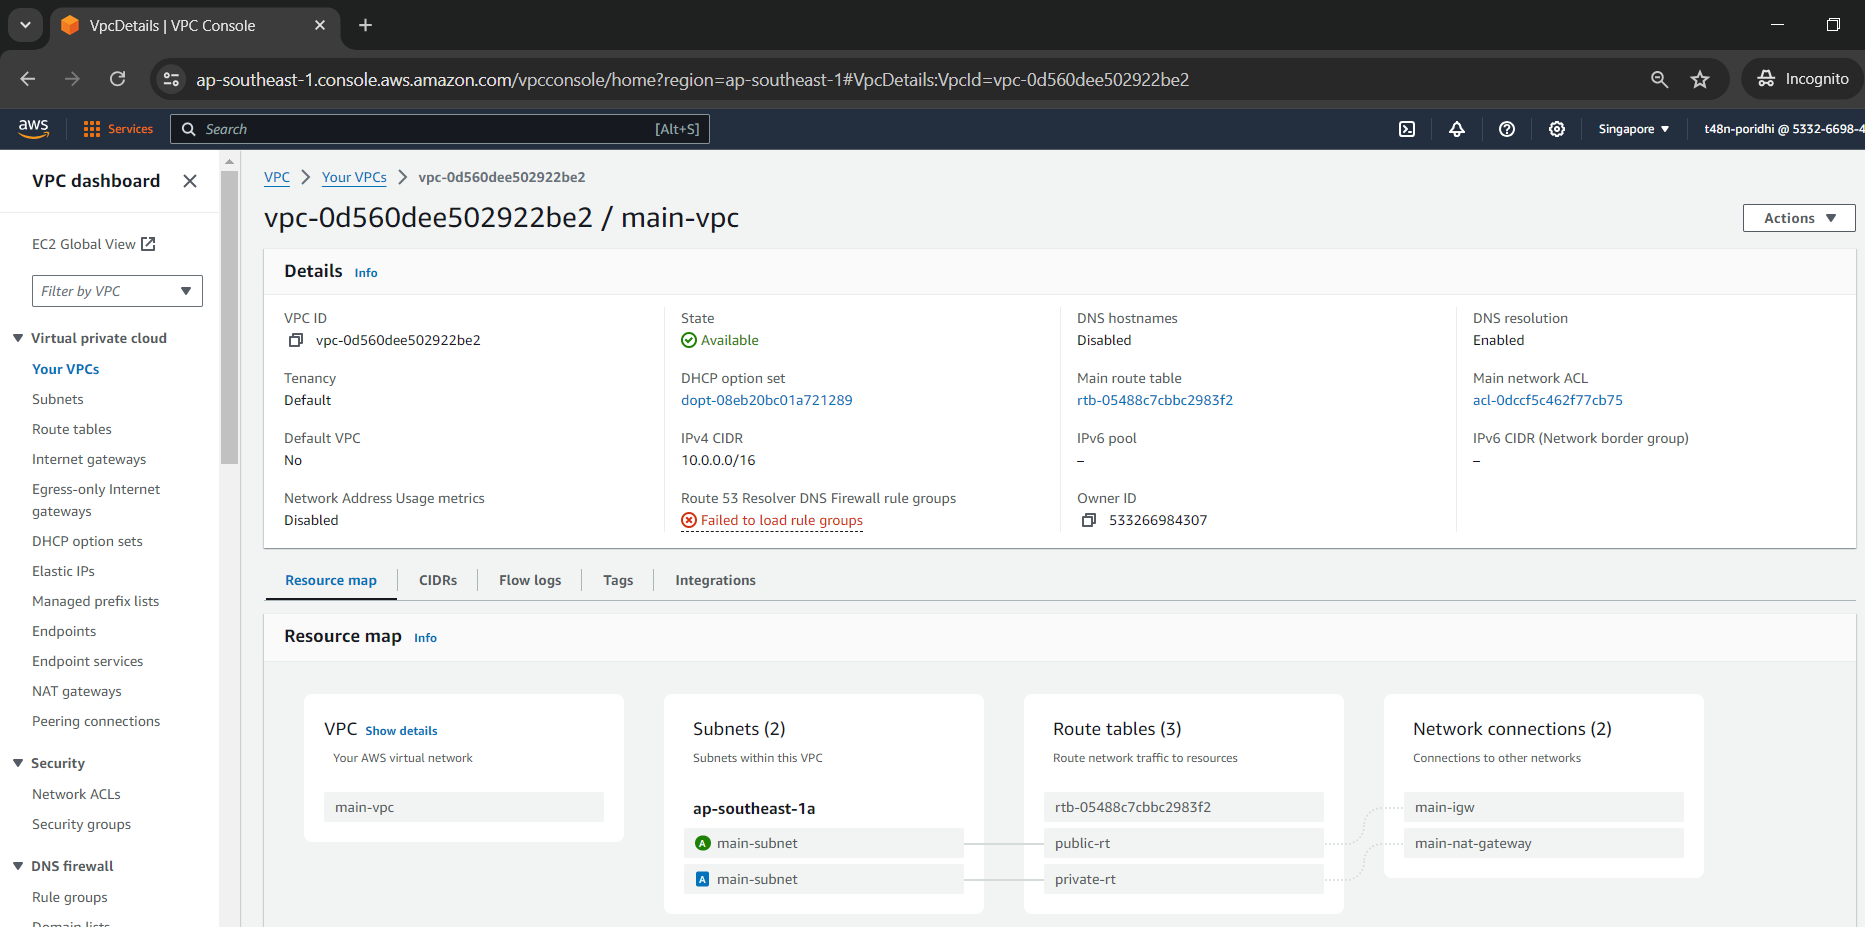 VpcDetails | VPC Console
ap-southeast-1.console.aws.amazon.com/vpcconsole/home?region=ap-southeast-1#VpcDetails:VpcId=vpc-0d560dee502922be2
Incognito
aws
Services
Search
[Alt+S]
Singapore
t48n-poridhi @ 5332-6698-4
VPC dashboard
EC2 Global View
Filter by VPC
Virtual private cloud
Your VPCs
Subnets
Route tables
Internet gateways
Egress-only Internet
gateways
DHCP option sets
Elastic IPs
Managed prefix lists
Endpoints
Endpoint services
NAT gateways
Peering connections
Security
Network ACLs
Security groups
DNS firewall
Rule groups
Domain lists
VPC > Your VPCs > vpc-0d560dee502922be2
vpc-0d560dee502922be2 / main-vpc
Actions
Details Info
VPC ID
vpc-0d560dee502922be2
State
Available
DNS hostnames
Disabled
DNS resolution
Enabled
Tenancy
Default
DHCP option set
dopt-08eb20bc01a721289
Main route table
rtb-05488c7cbbc2983f2
Main network ACL
acl-0dccf5c462f77cb75
Default VPC
No
IPv4 CIDR
10.0.0.0/16
IPv6 pool
–
IPv6 CIDR (Network border group)
–
Network Address Usage metrics
Disabled
Route 53 Resolver DNS Firewall rule groups
Failed to load rule groups
Owner ID
533266984307
Resource map
CIDRs
Flow logs
Tags
Integrations
Resource map Info
VPC Show details
Your AWS virtual network
main-vpc
Subnets (2)
Subnets within this VPC
ap-southeast-1a
A main-subnet
A main-subnet
Route tables (3)
Route network traffic to resources
rtb-05488c7cbbc2983f2
public-rt
private-rt
Network connections (2)
Connections to other networks
main-igw
main-nat-gateway